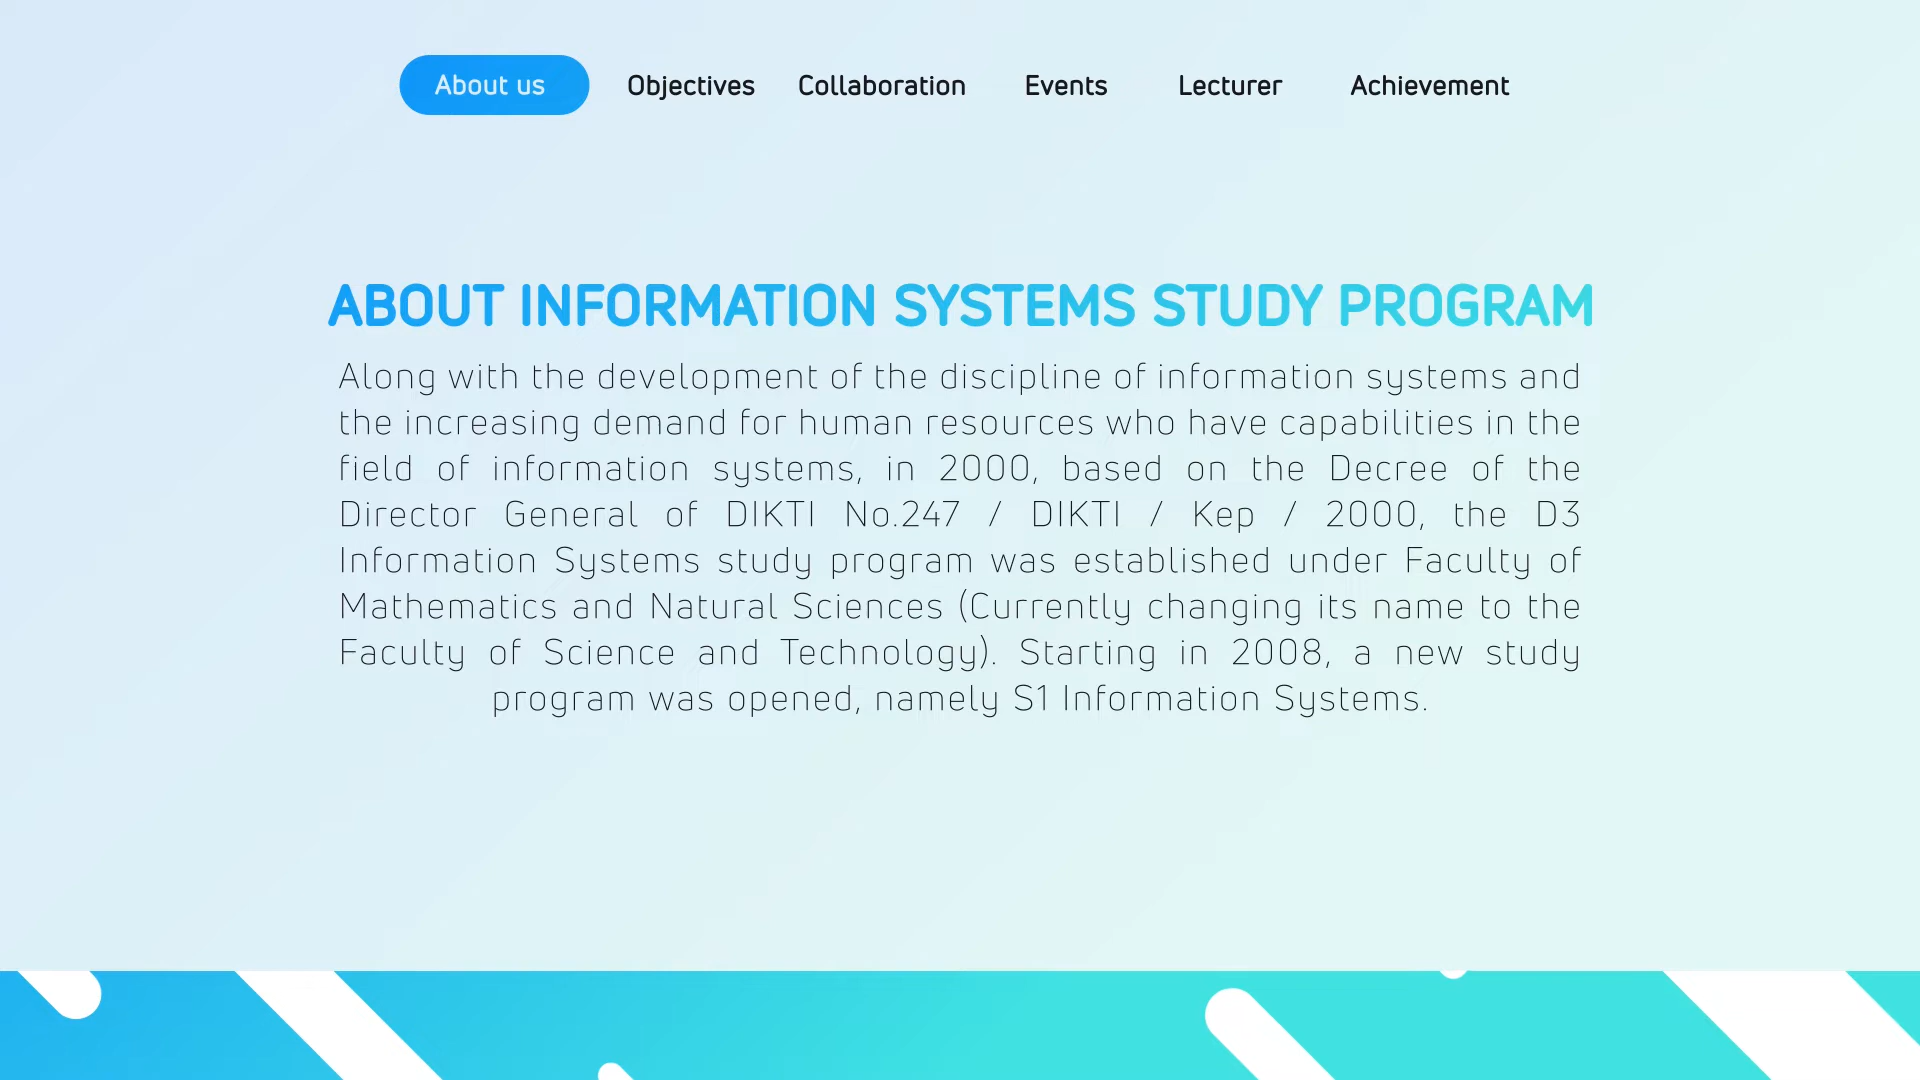 About us Objectives Collaboration Events Lecturer Achievement
ABOUT INFORMATION SYSTEMS STUDY PROGRAM
Along with the development of the discipline of information systems and
the increasing demand for human resources who have capabilities in the
field of information systems, in 2000, based on the Decree of the
Director General of DIKTI No.247 / DIKTI / Kep / 2000, the D3
Information Systems study program was established under Faculty of
Mathematics and Natural Sciences (Currently changing its name to the
Faculty of Science and Technology). Starting in 2008, a new study
program was opened, namely S1 Information Systems.